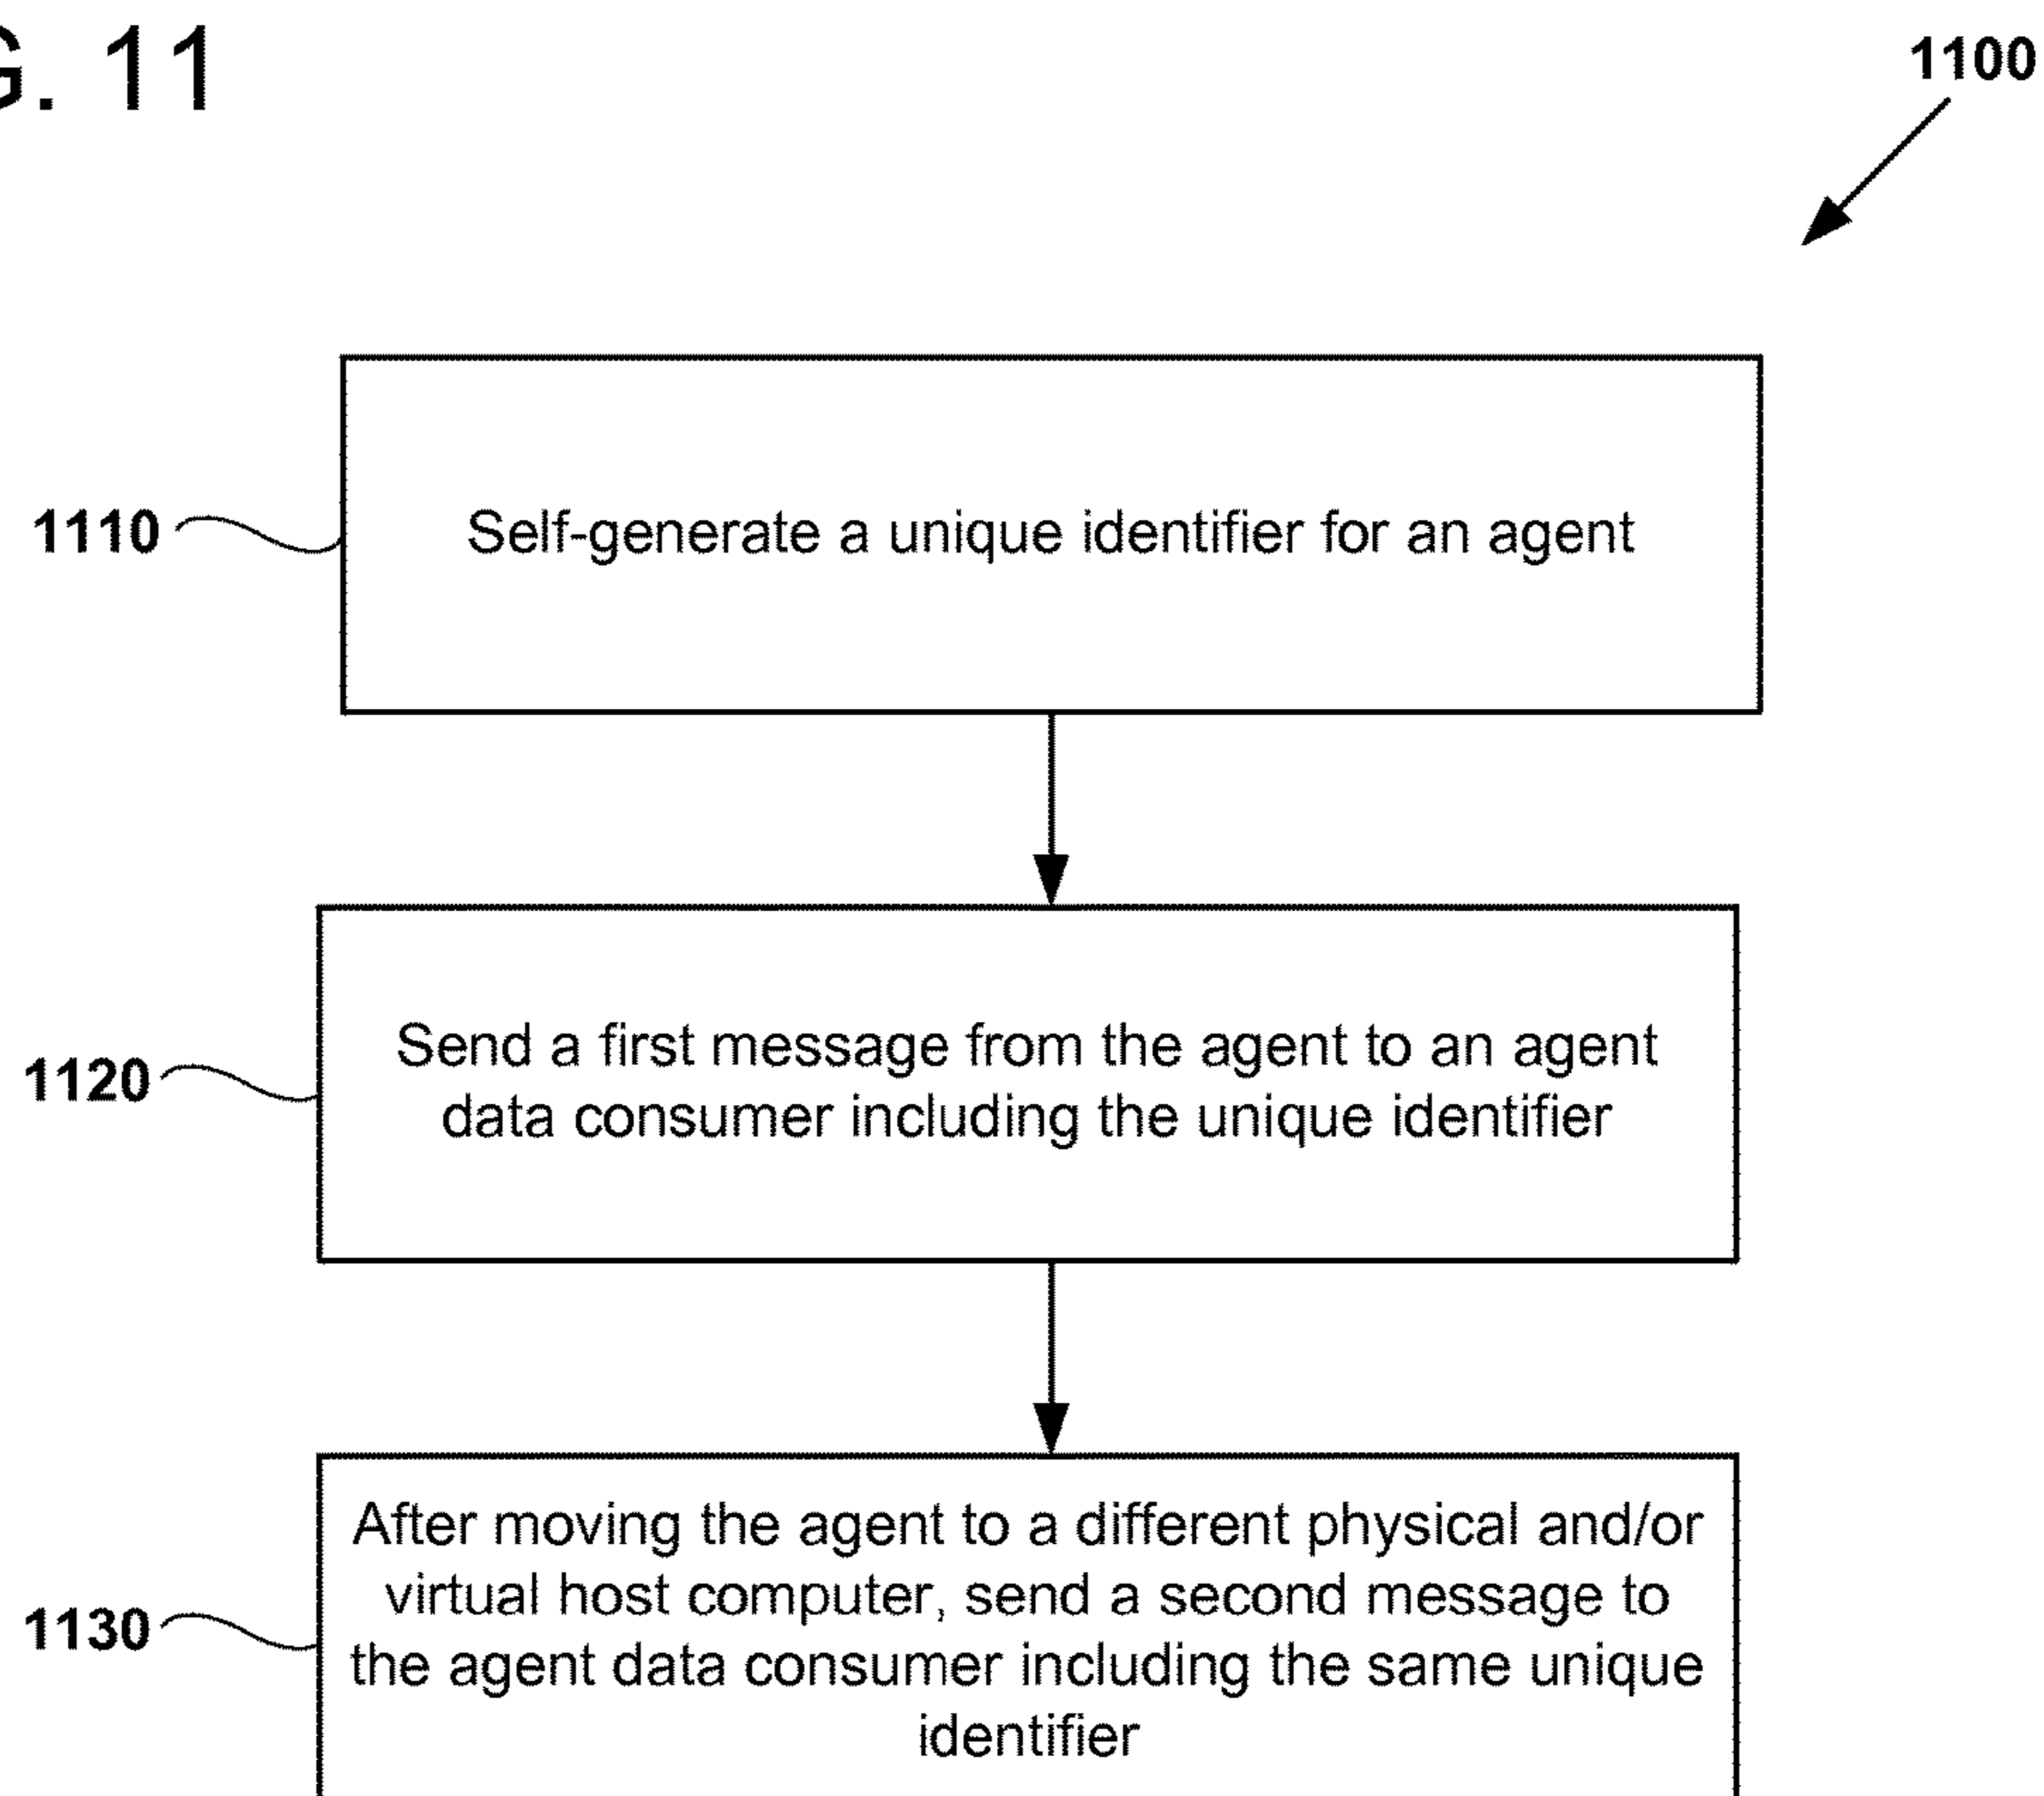 G. 11
1100
1110
Self-generate a unique identifier for an agent
1120
Send a first message from the agent to an agent
data consumer including the unique identifier
1130
After moving the agent to a different physical and/or
virtual host computer, send a second message to
the agent data consumer including the same unique
identifier